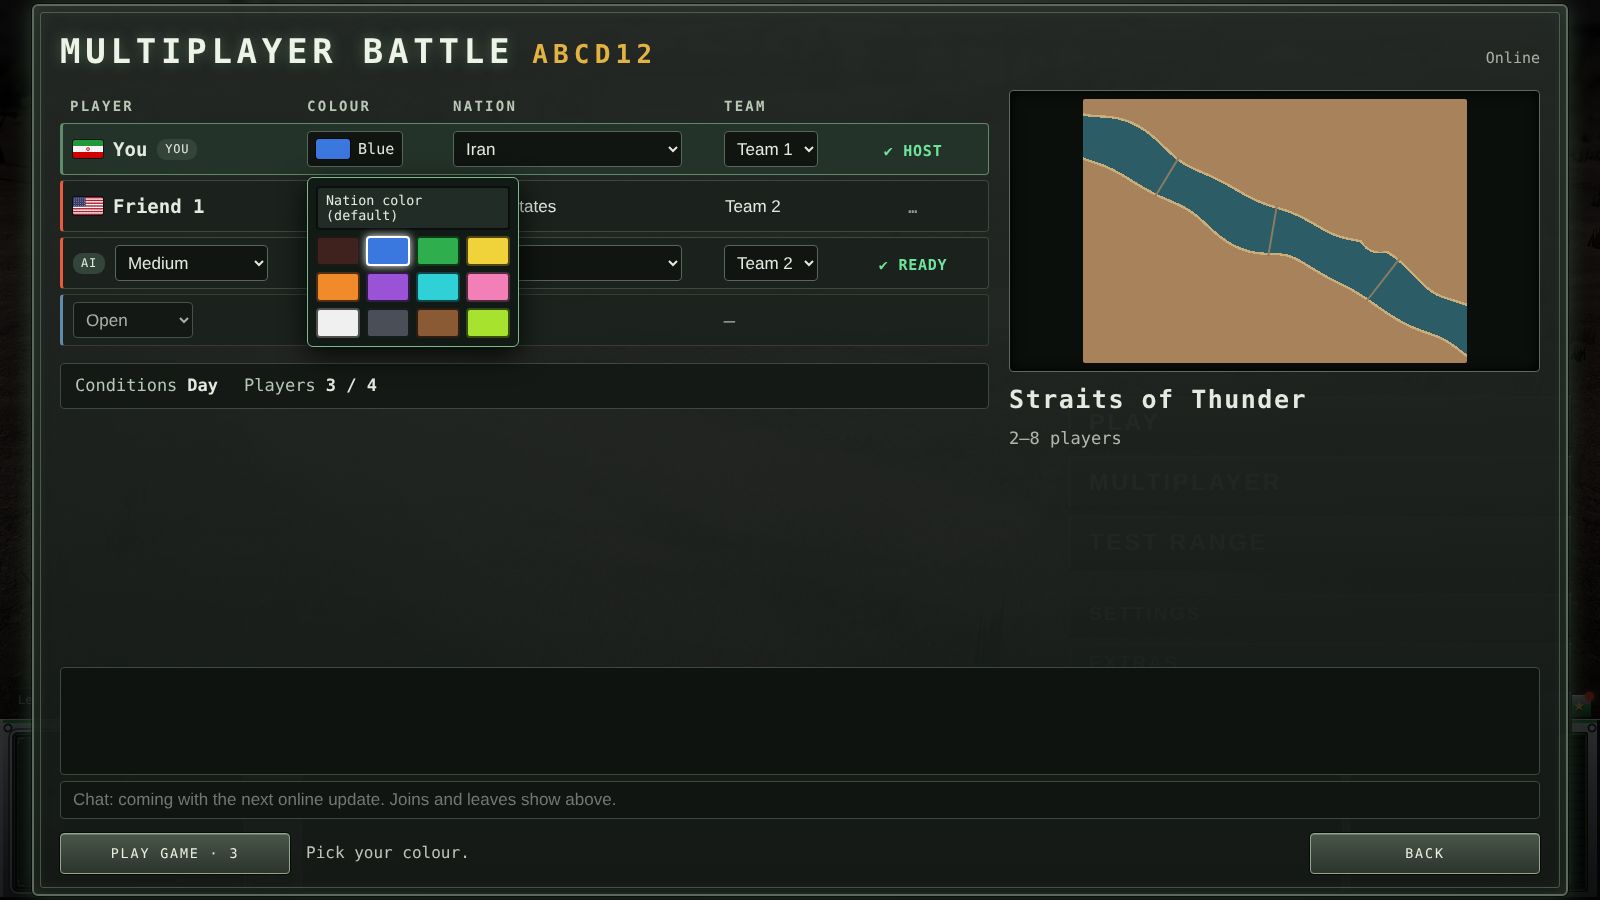 MULTIPLAYER BATTLE ABCD12
Online
PLAYER COLOUR NATION TEAM
You YOU Blue Iran Team 1 ✔ HOST
Friend 1 tates Team 2 …
AI Medium Team 2 ✔ READY
Open –
Nation color
(default)
Conditions Day Players 3 / 4
Straits of Thunder
2–8 players
PLAY
MULTIPLAYER
TEST RANGE
SETTINGS
EXTRAS
Chat: coming with the next online update. Joins and leaves show above.
PLAY GAME · 3 Pick your colour. BACK